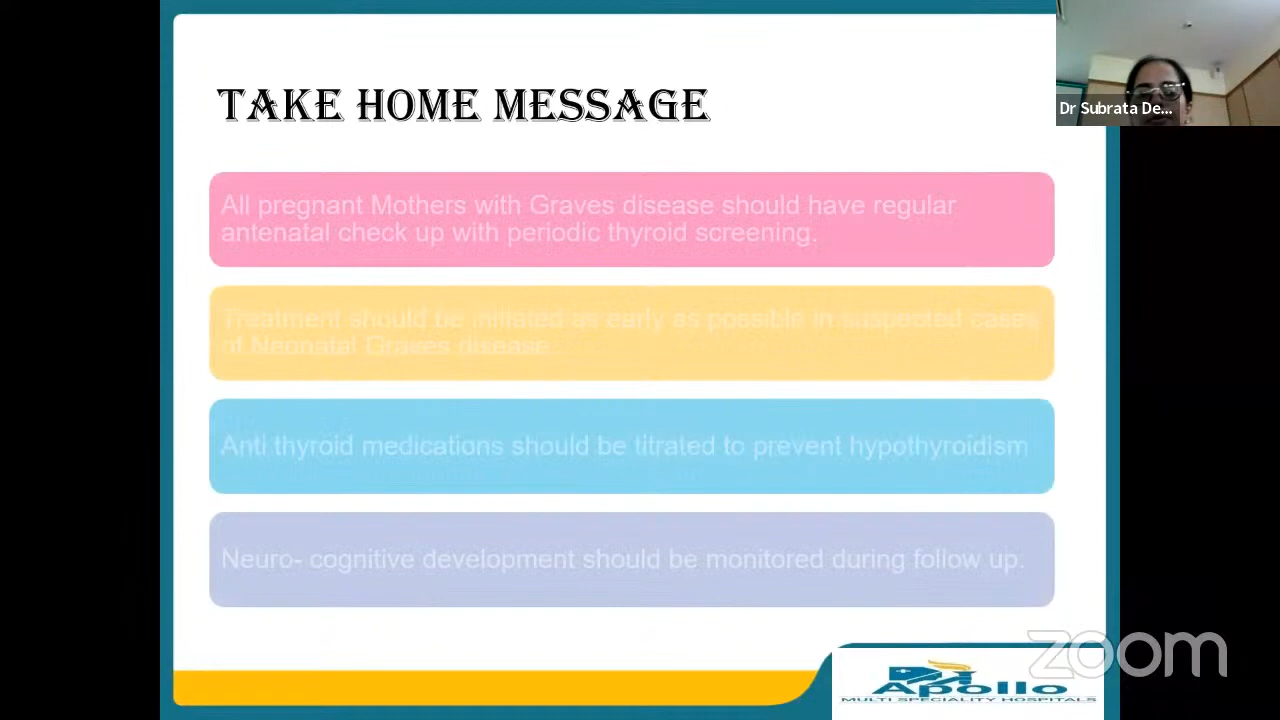 TAKE HOME MESSAGE
Dr Subrata De...
All pregnant Mothers with Graves disease should have regular
antenatal check up with periodic thyroid screening.
Treatment should be initiated as early as possible in suspected cases
of Neonatal Graves disease.
Anti thyroid medications should be titrated to prevent hypothyroidism
Neuro- cognitive development should be monitored during follow up.
zoom
Apollo
MULTI SPECIALITY HOSPITALS